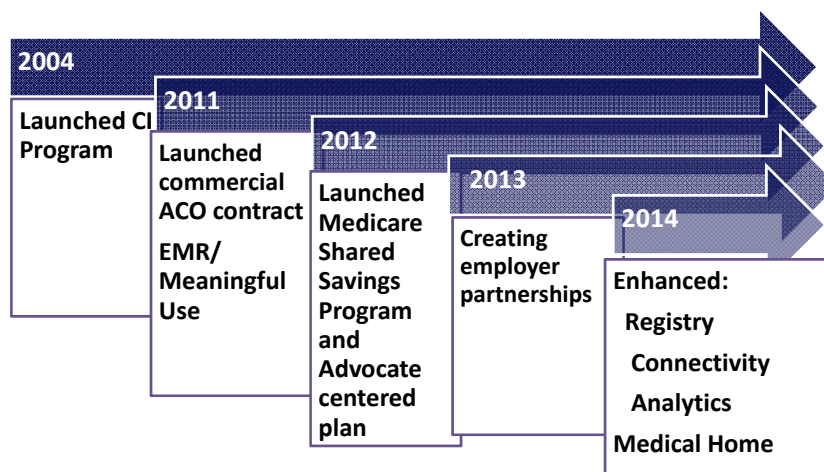 2004
Launched CI
Program
2011
Launched
commercial
ACO contract
EMR/
Meaningful
Use
2012
Launched
Medicare
Shared
Savings
Program
and
Advocate
centered
plan
2013
Creating
employer
partnerships
2014
Enhanced:
Registry
Connectivity
Analytics
Medical Home